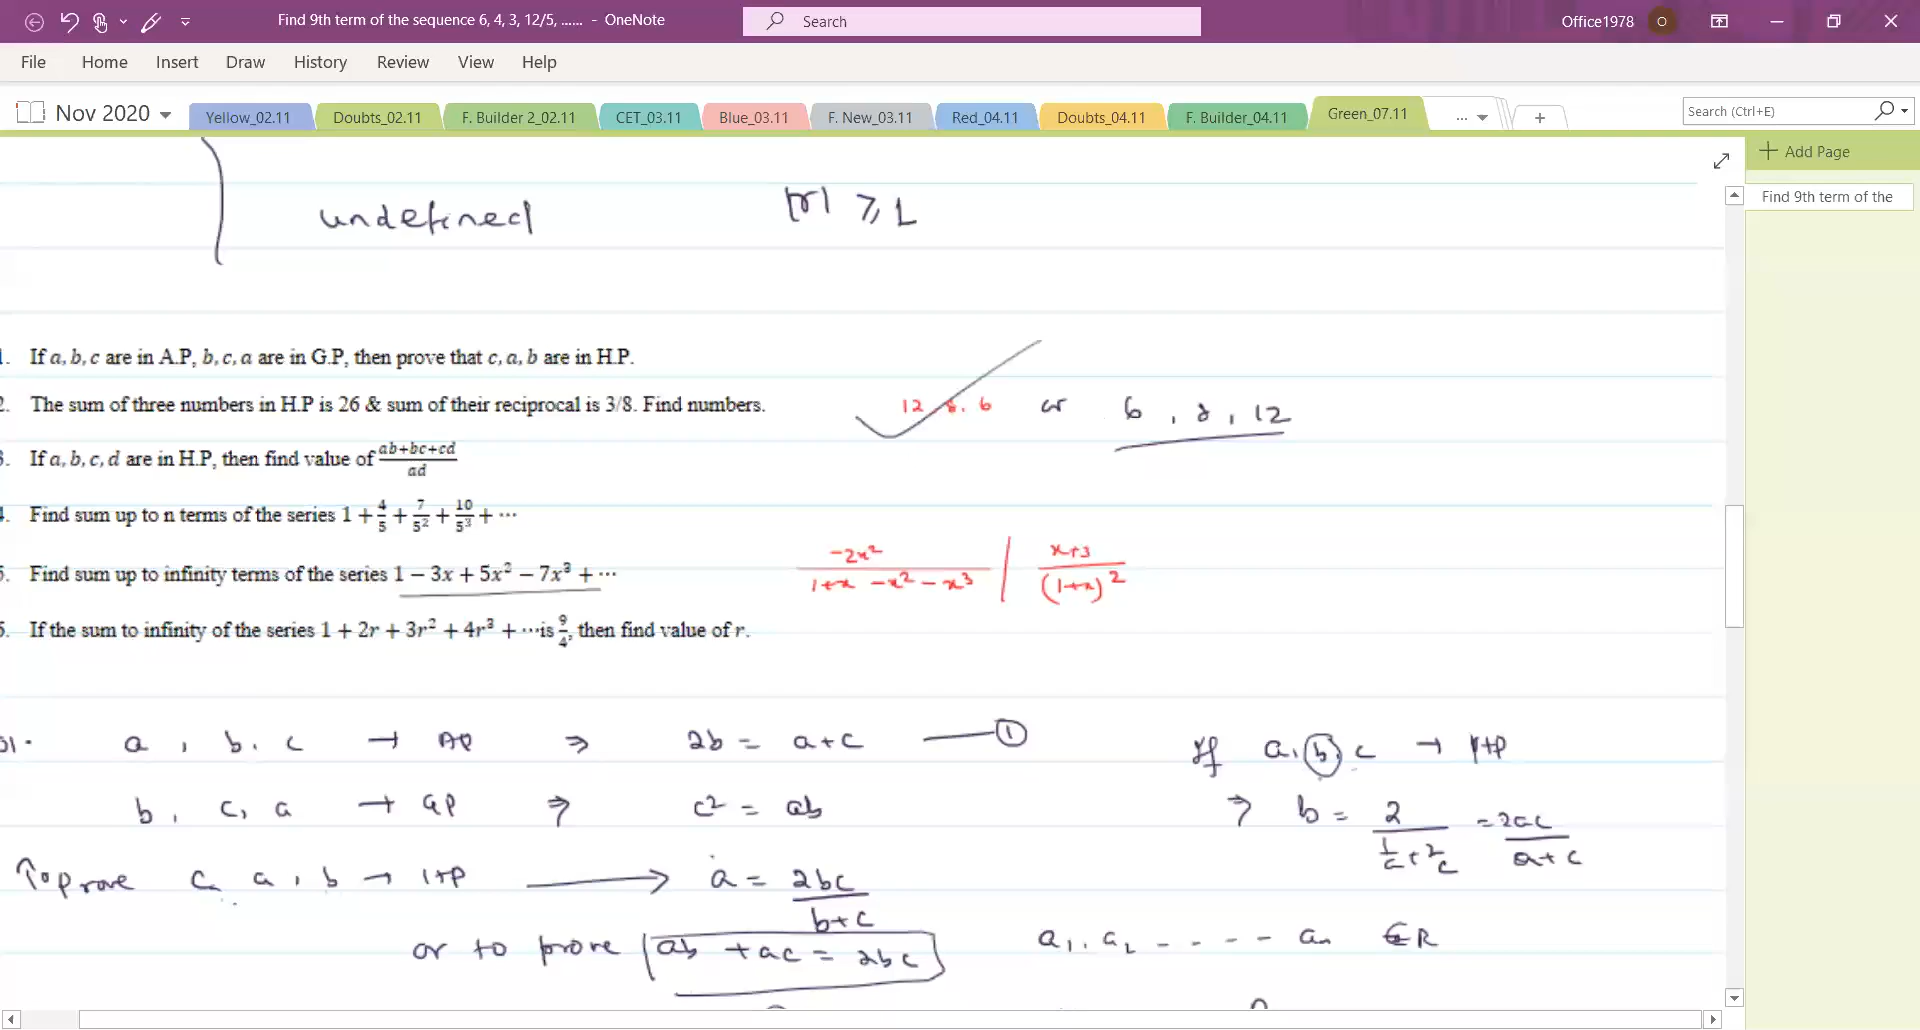 Find 9th term of the sequence 6, 4, 3, 12/5, ...... - OneNote
Search
Office1978
O
File Home Insert Draw History Review View Help
Nov 2020
Yellow_02.11
Doubts_02.11
F. Builder 2_02.11
CET_03.11
Blue_03.11
F. New_03.11
Red_04.11
Doubts_04.11
F. Builder_04.11
Green_07.11
...
+
Search (Ctrl+E)
Add Page
Find 9th term of the
undefined |r| ⩾ 1
. If a, b, c are in A.P, b, c, a are in G.P, then prove that c, a, b are in H.P.
2. The sum of three numbers in H.P is 26 & sum of their reciprocal is 3/8. Find numbers. 12 8, 6 or 6, 8, 12
3. If a, b, c, d are in H.P, then find value of (ab+bc+cd)/ad
4. Find sum up to n terms of the series 1 + 4/5 + 7/5² + 10/5³ + ⋯
5. Find sum up to infinity terms of the series 1 − 3x + 5x² − 7x³ + ⋯ -2x²/(1+x -x² - x³) | x+3/(1+x)²
. If the sum to infinity of the series 1 + 2r + 3r² + 4r³ + ⋯is 9/4, then find value of r.
a, b, c → AP ⇒ 2b = a+c — ①
If a, b, c → HP
b, c, a → GP ⇒ c² = ab
⇒ b = 2/ = 2ac/(a+c)
To prove c, a, b → HP → a = 2bc/(b+c)
or to prove ab + ac = 2bc
a₁, a₂ - - - - - aₙ ∈ R